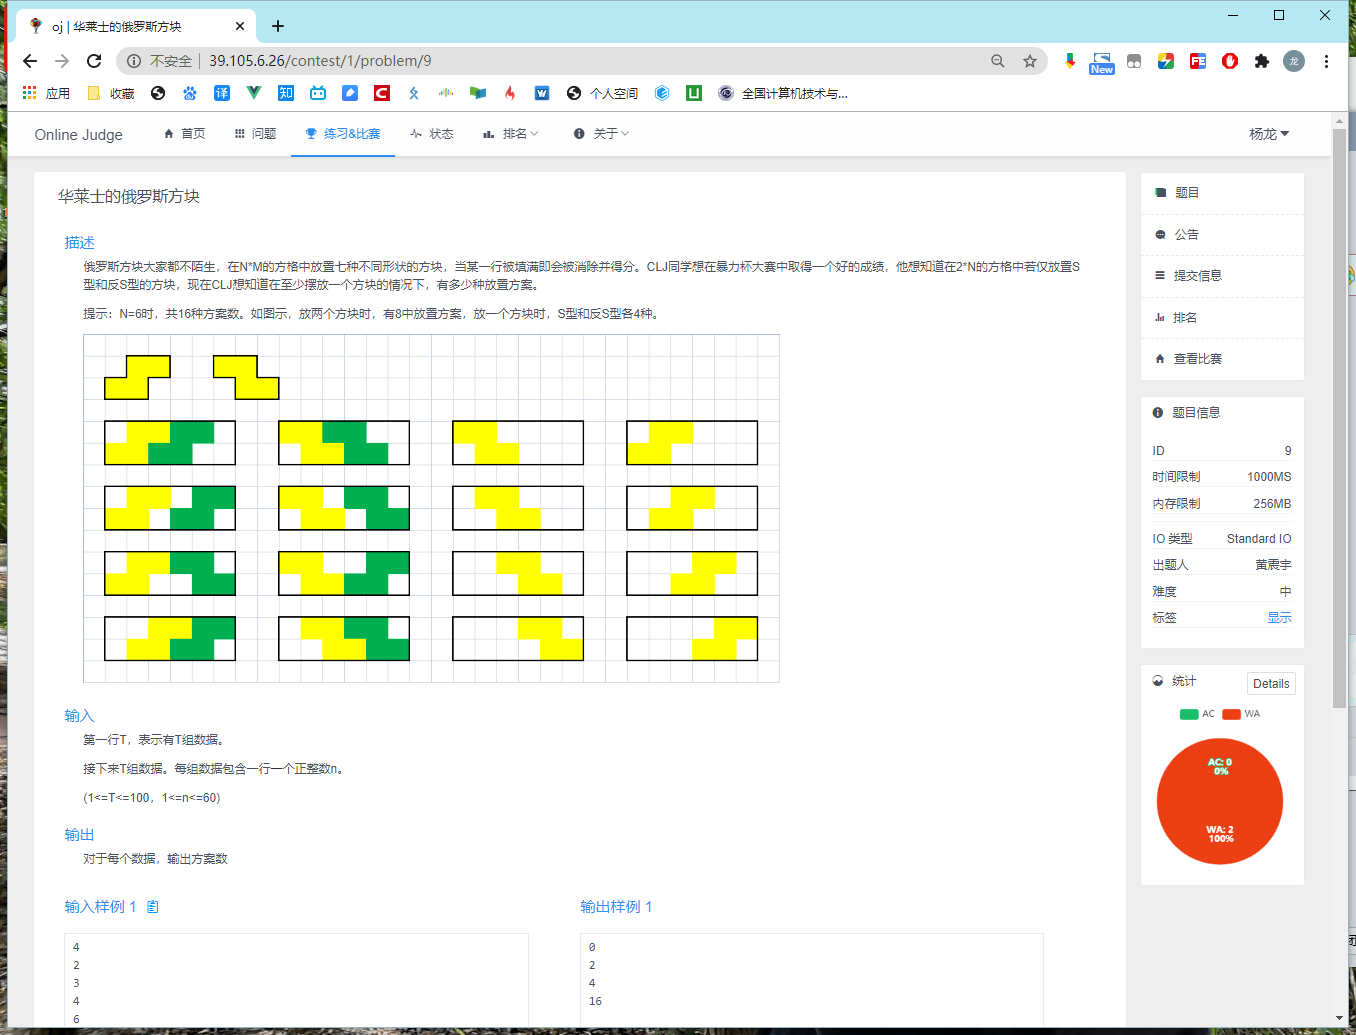 oj | 华莱士的俄罗斯方块
不安全 | 39.105.6.26/contest/1/problem/9
New
龙
应用
收藏
译
知
个人空间
全国计算机技术与...
Online Judge
首页
问题
练习&比赛
状态
排名
关于
杨龙
华莱士的俄罗斯方块
描述
俄罗斯方块大家都不陌生，在N*M的方格中放置七种不同形状的方块，当某一行被填满即会被消除并得分。CLJ同学想在暴力杯大赛中取得一个好的成绩，他想知道在2*N的方格中若仅放置S
型和反S型的方块，现在CLJ想知道在至少摆放一个方块的情况下，有多少种放置方案。
提示：N=6时，共16种方案数。如图示，放两个方块时，有8中放置方案，放一个方块时，S型和反S型各4种。
输入
第一行T，表示有T组数据。
接下来T组数据。每组数据包含一行一个正整数n。
(1<=T<=100，1<=n<=60)
输出
对于每个数据，输出方案数
输入样例 1
4
2
3
4
6
输出样例 1
0
2
4
16
题目
公告
提交信息
排名
查看比赛
题目信息
ID 9
时间限制 1000MS
内存限制 256MB
IO 类型 Standard IO
出题人 黄震宇
难度 中
标签 显示
统计
Details
AC WA
AC: 0
0%
WA: 2
100%